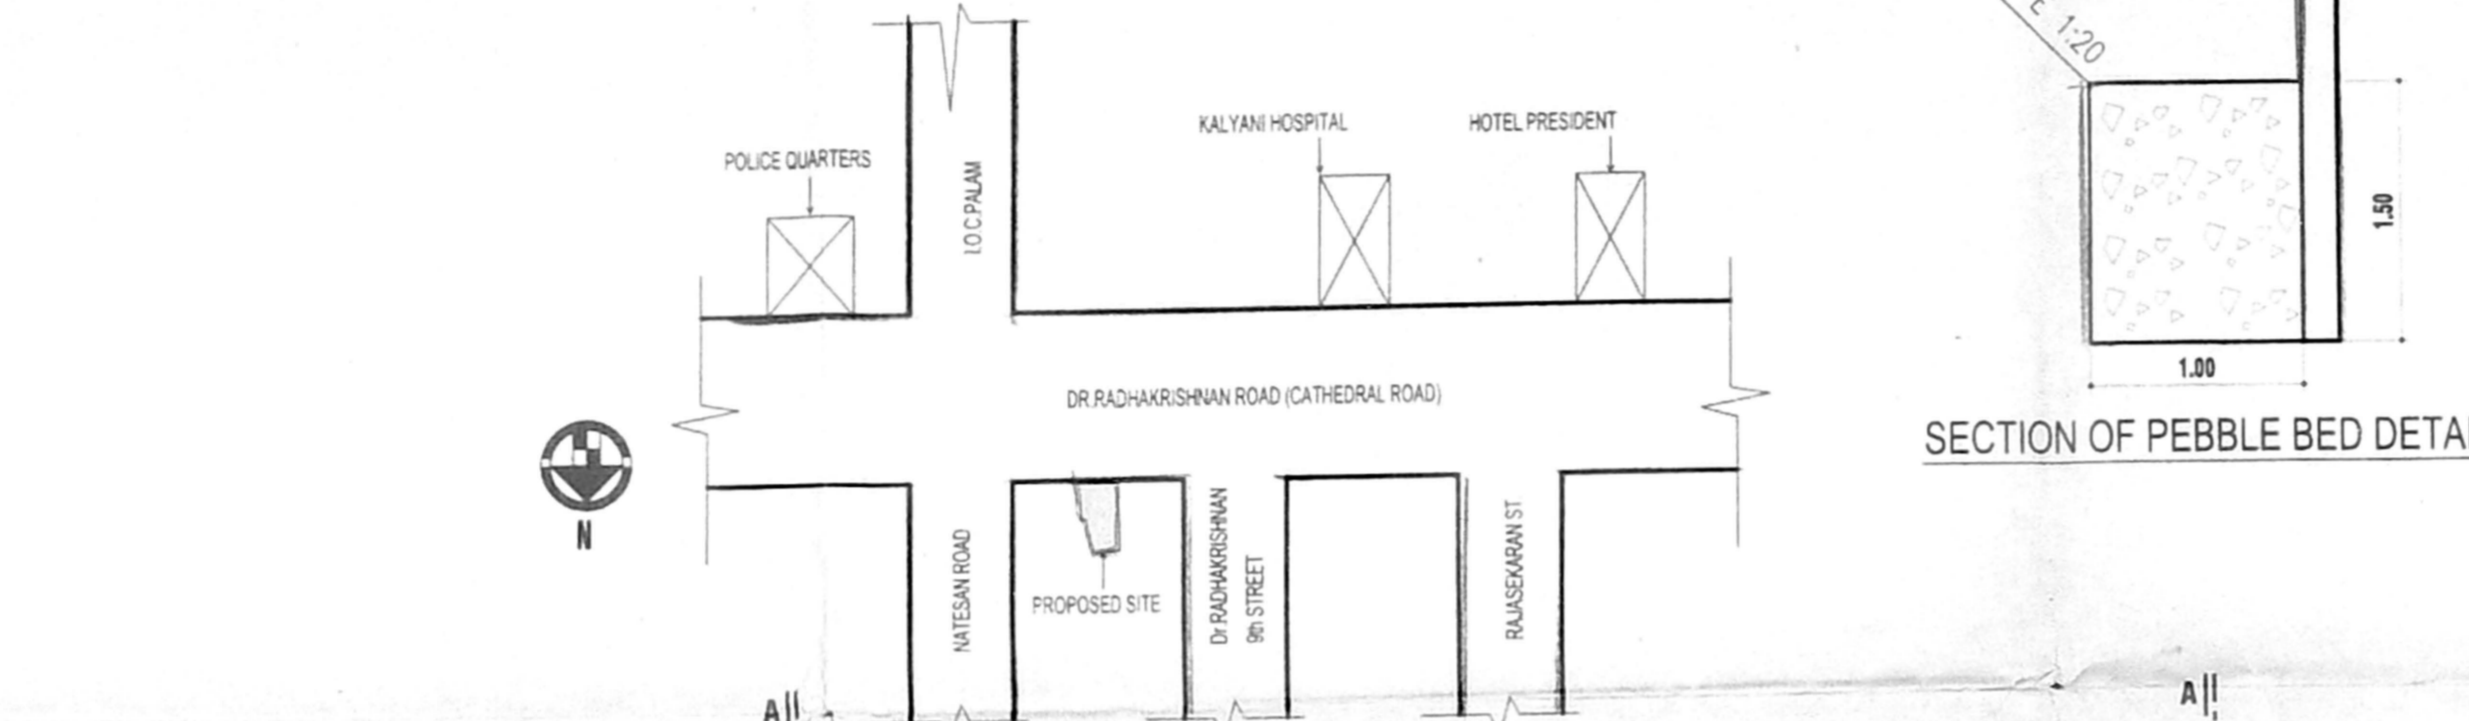 1:20
KALYANI HOSPITAL
HOTEL PRESIDENT
POLICE QUARTERS
I.O.C.PALAM
1.50
1.00
DR.RADHAKRISHNAN ROAD (CATHEDRAL ROAD)
SECTION OF PEBBLE BED DETA
N
NATESAN ROAD
PROPOSED SITE
Dr.RADHAKRISHNAN
9th STREET
RAJASEKARAN ST
A
A